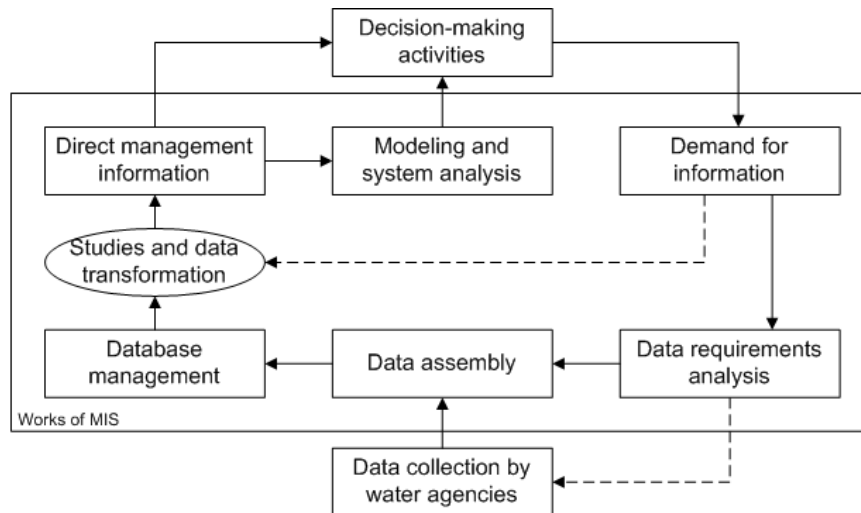 Decision-making
activities
Direct management
information
Modeling and
system analysis
Demand for
information
Studies and data
transformation
Database
management
Data assembly
Data requirements
analysis
Works of MIS
Data collection by
water agencies